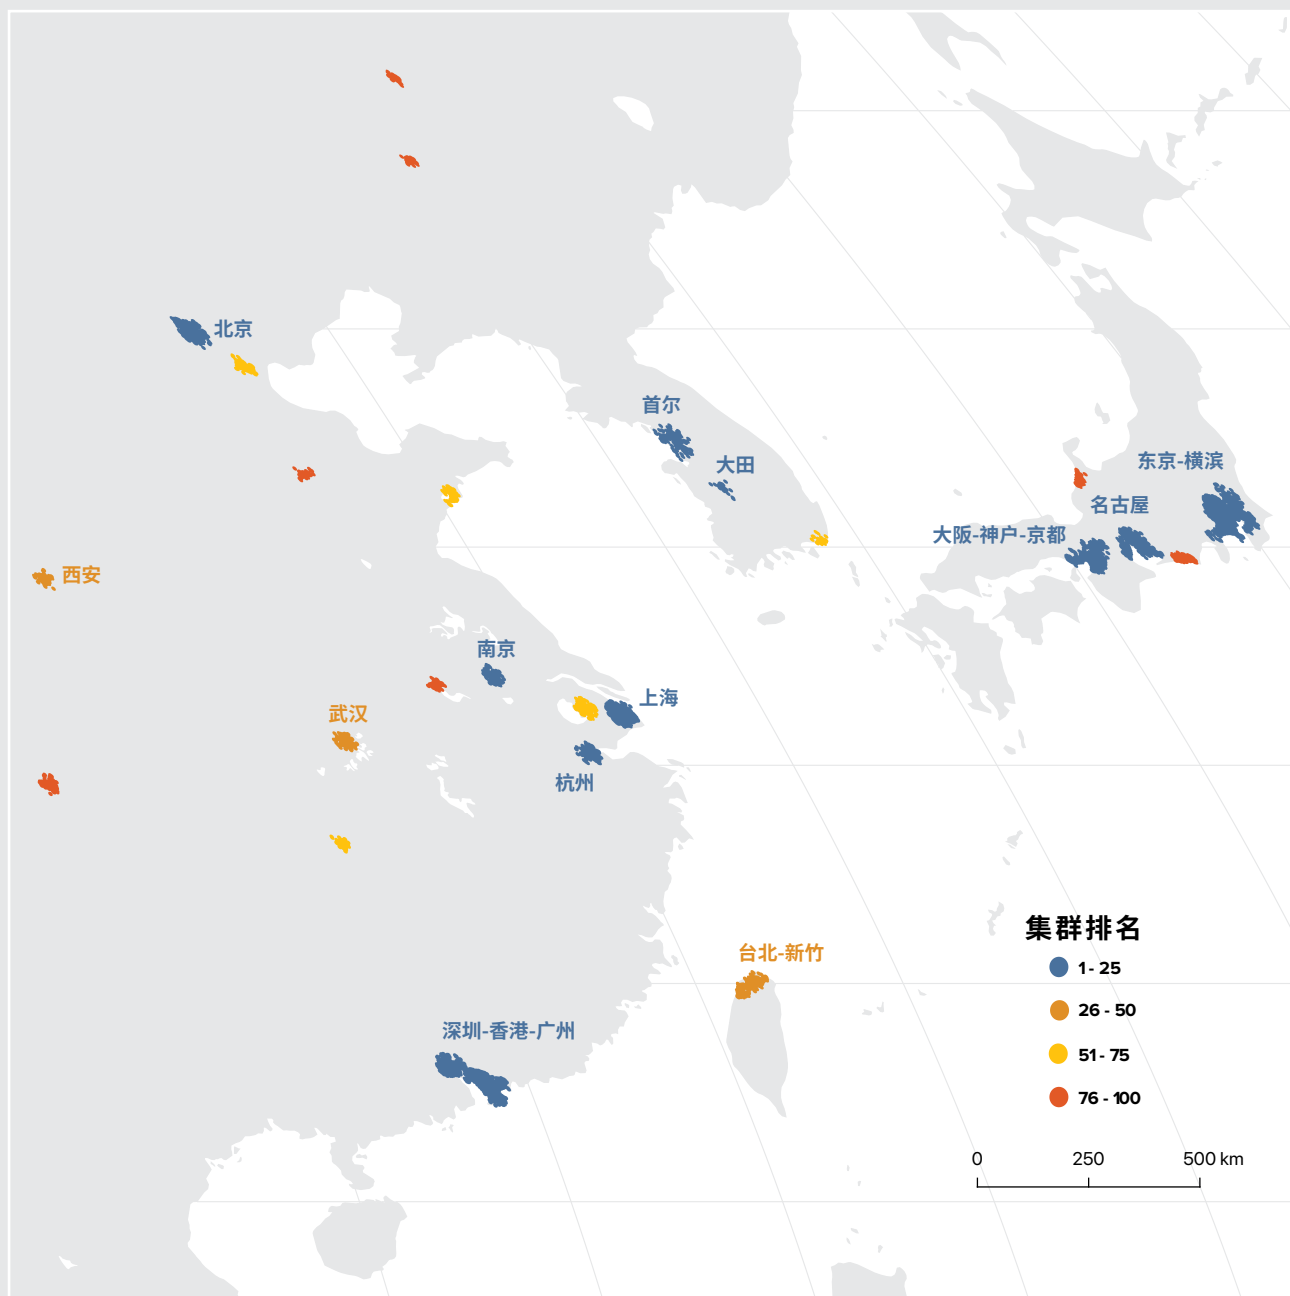 北京
首尔
大田
东京-横滨
名古屋
大阪-神户-京都
西安
南京
上海
武汉
杭州
集群排名
台北-新竹
1 - 25
26 - 50
深圳-香港-广州
51 - 75
76 - 100
0 250 500 km